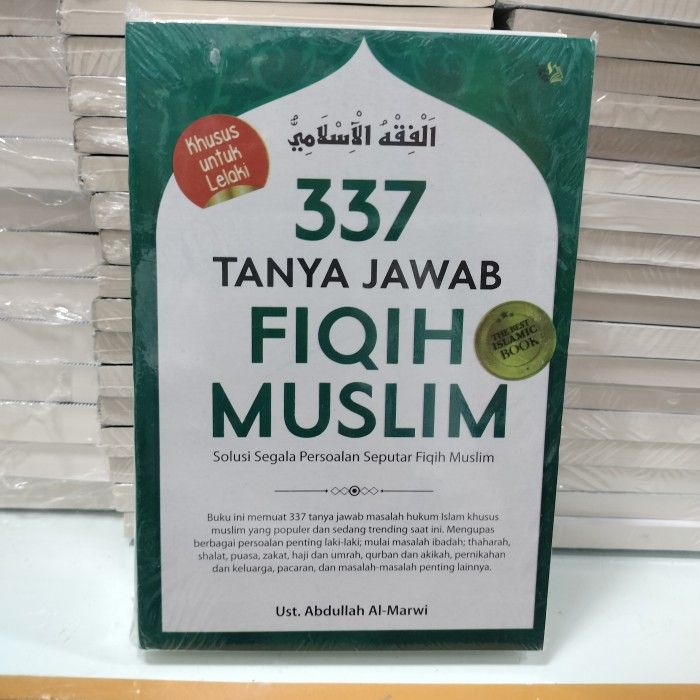 اَلْفِقْهُ الْاِسْلَامِيُّ
Khusus
untuk
Lelaki
337
TANYA JAWAB
FIQIH
THE BEST
ISLAMIC
BOOK
MUSLIM
Solusi Segala Persoalan Seputar Fiqih Muslim
Buku ini memuat 337 tanya jawab masalah hukum Islam khusus
muslim yang populer dan sedang trending saat ini. Mengupas
berbagai persoalan penting laki-laki; mulai masalah ibadah; thaharah,
shalat, puasa, zakat, haji dan umrah, qurban dan akikah, pernikahan
dan keluarga, pacaran, dan masalah-masalah penting lainnya.
Ust. Abdullah Al-Marwi